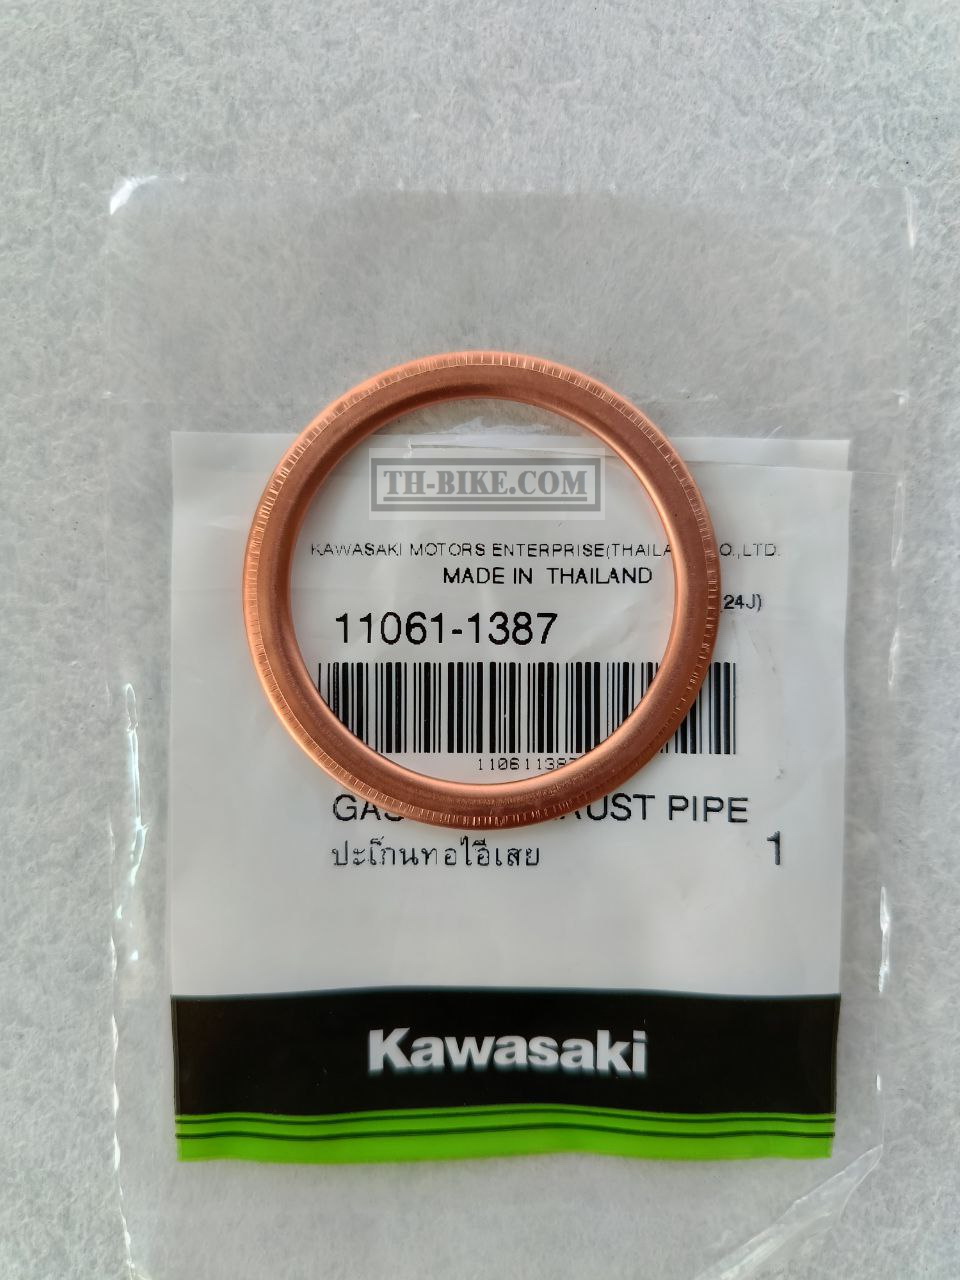 TH-BIKE.COM
KAWASAKI MOTORS ENTERPRISE(THAILA O.,LTD.
MADE IN THAILAND
24J)
11061-1387
110611387
GAS UST PIPE
ปะเก็นท่อไอเสีย
1
Kawasaki